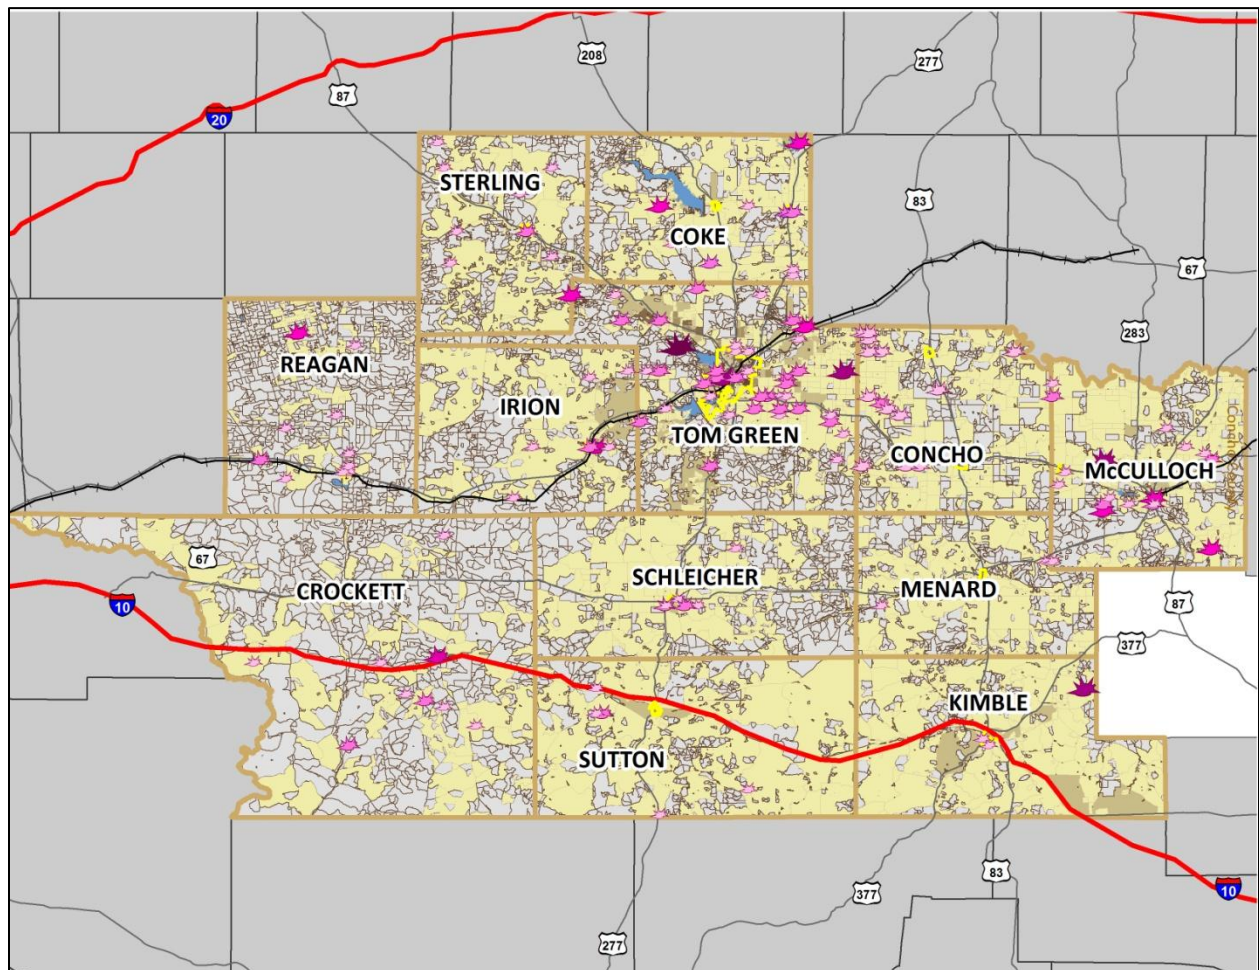 208
277
87
20
STERLING
COKE
83
67
283
REAGAN
IRION
TOM GREEN
CONCHO
McCULLOCH
67
CROCKETT
SCHLEICHER
MENARD
10
87
377
KIMBLE
SUTTON
377
83
10
277